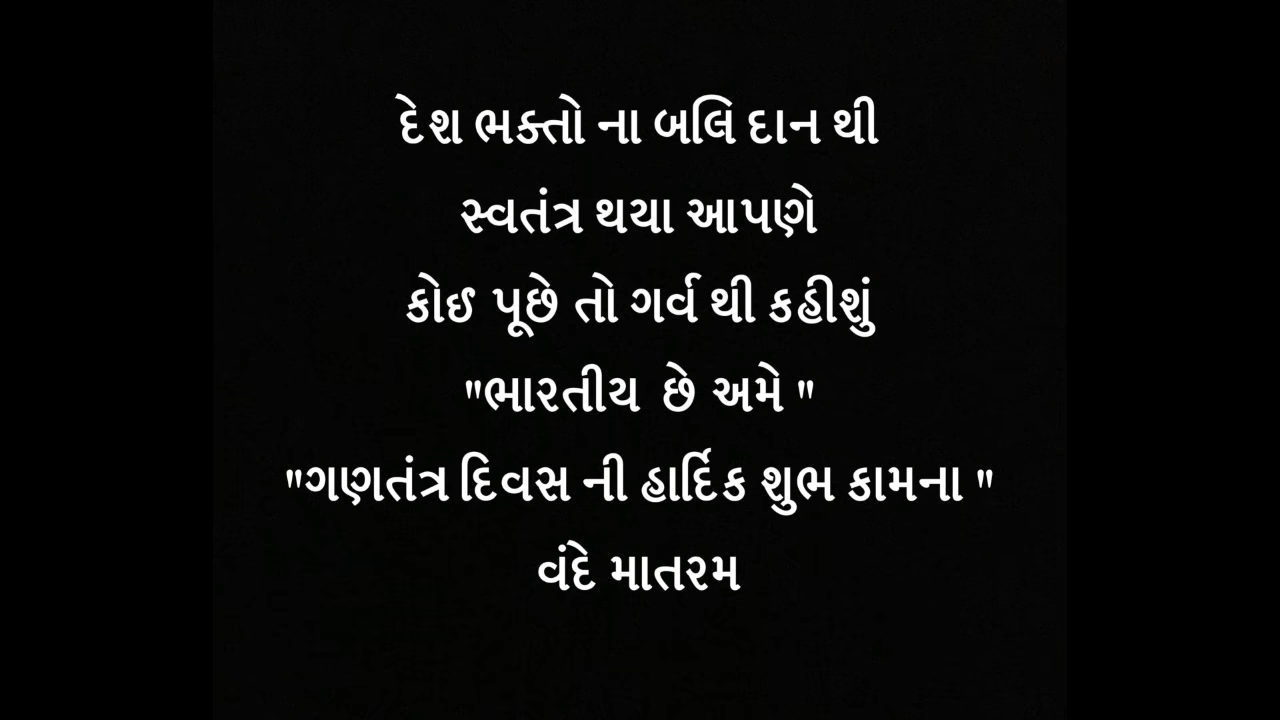 દેશ ભક્તો ના બલિ દાન થી
સ્વતંત્ર થયા આપણે
કોઈ પૂછે તો ગર્વ થી કહીશું
"ભારતીય છે અમે "
"ગણતંત્ર દિવસ ની હાર્દિક શુભ કામના "
વંદે માતરમ